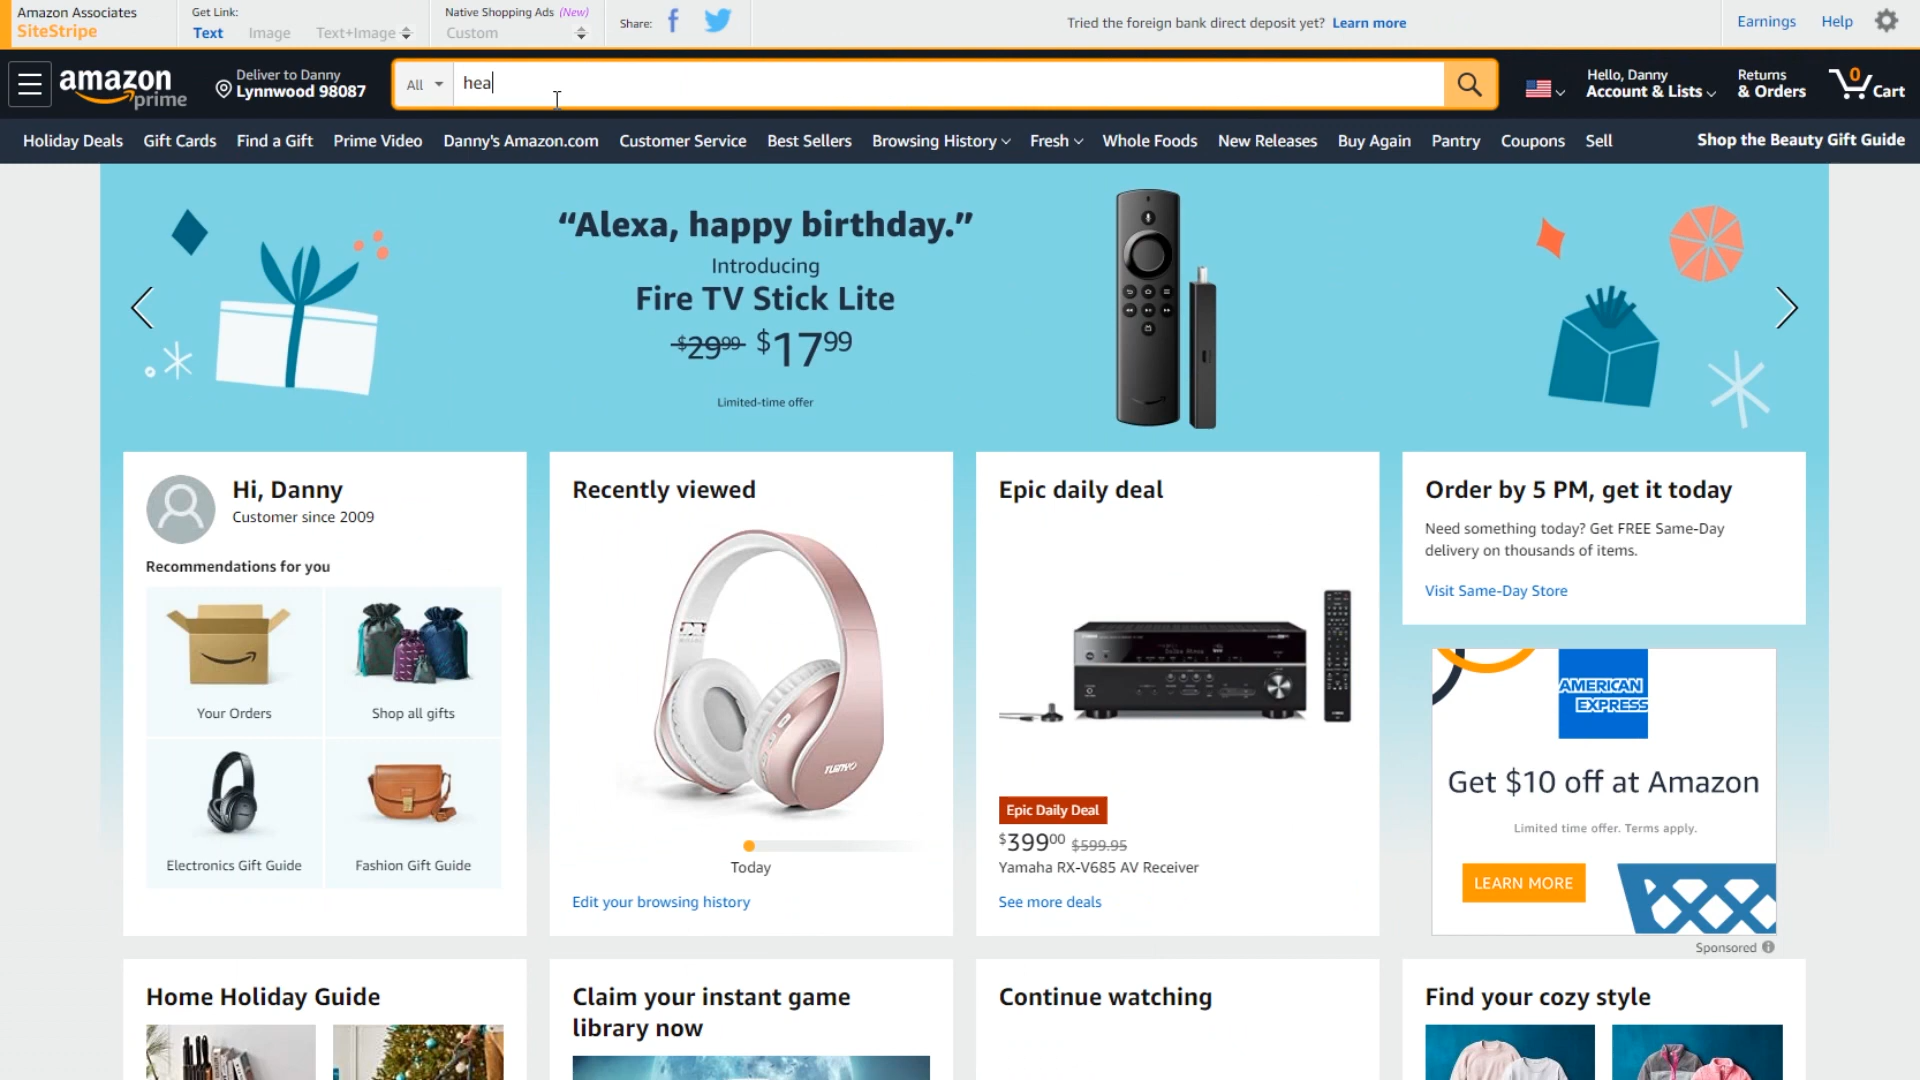 Amazon Associates
SiteStripe
Get Link:
Text Image Text+Image
Native Shopping Ads (New)
Custom
Share:
Tried the foreign bank direct deposit yet? Learn more
Earnings Help
amazon prime
Deliver to Danny
Lynnwood 98087
All hea
Hello, Danny
Account & Lists
Returns
& Orders
0 Cart
Holiday Deals Gift Cards Find a Gift Prime Video Danny's Amazon.com Customer Service Best Sellers Browsing History Fresh Whole Foods New Releases Buy Again Pantry Coupons Sell Shop the Beauty Gift Guide
“Alexa, happy birthday.”
Introducing
Fire TV Stick Lite
$29⁹⁹ $17⁹⁹
Limited-time offer
Hi, Danny
Customer since 2009
Recommendations for you
Your Orders
Shop all gifts
Electronics Gift Guide
Fashion Gift Guide
Recently viewed
TUINYO
Today
Edit your browsing history
Epic daily deal
Epic Daily Deal
$399⁰⁰ $599.95
Yamaha RX-V685 AV Receiver
See more deals
Order by 5 PM, get it today
Need something today? Get FREE Same-Day
delivery on thousands of items.
Visit Same-Day Store
AMERICAN
EXPRESS
Get $10 off at Amazon
Limited time offer. Terms apply.
LEARN MORE
Sponsored
Home Holiday Guide
Claim your instant game
library now
Continue watching
Find your cozy style